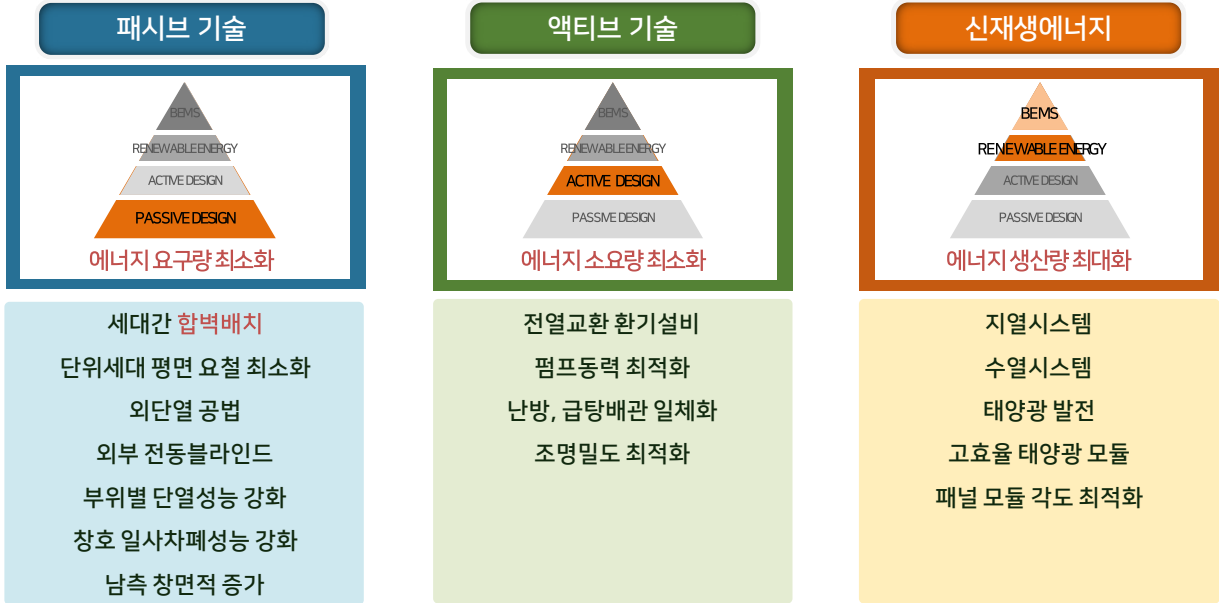 패시브 기술
BEMS
RENEWABLE ENERGY
ACTIVE DESIGN
PASSIVE DESIGN
에너지 요구량 최소화
세대간 합벽배치
단위세대 평면 요철 최소화
외단열 공법
외부 전동블라인드
부위별 단열성능 강화
창호 일사차폐성능 강화
남측 창면적 증가
액티브 기술
BEMS
RENEWABLE ENERGY
ACTIVE DESIGN
PASSIVE DESIGN
에너지 소요량 최소화
전열교환 환기설비
펌프동력 최적화
난방, 급탕배관 일체화
조명밀도 최적화
신재생에너지
BEMS
RENEWABLE ENERGY
ACTIVE DESIGN
PASSIVE DESIGN
에너지 생산량 최대화
지열시스템
수열시스템
태양광 발전
고효율 태양광 모듈
패널 모듈 각도 최적화